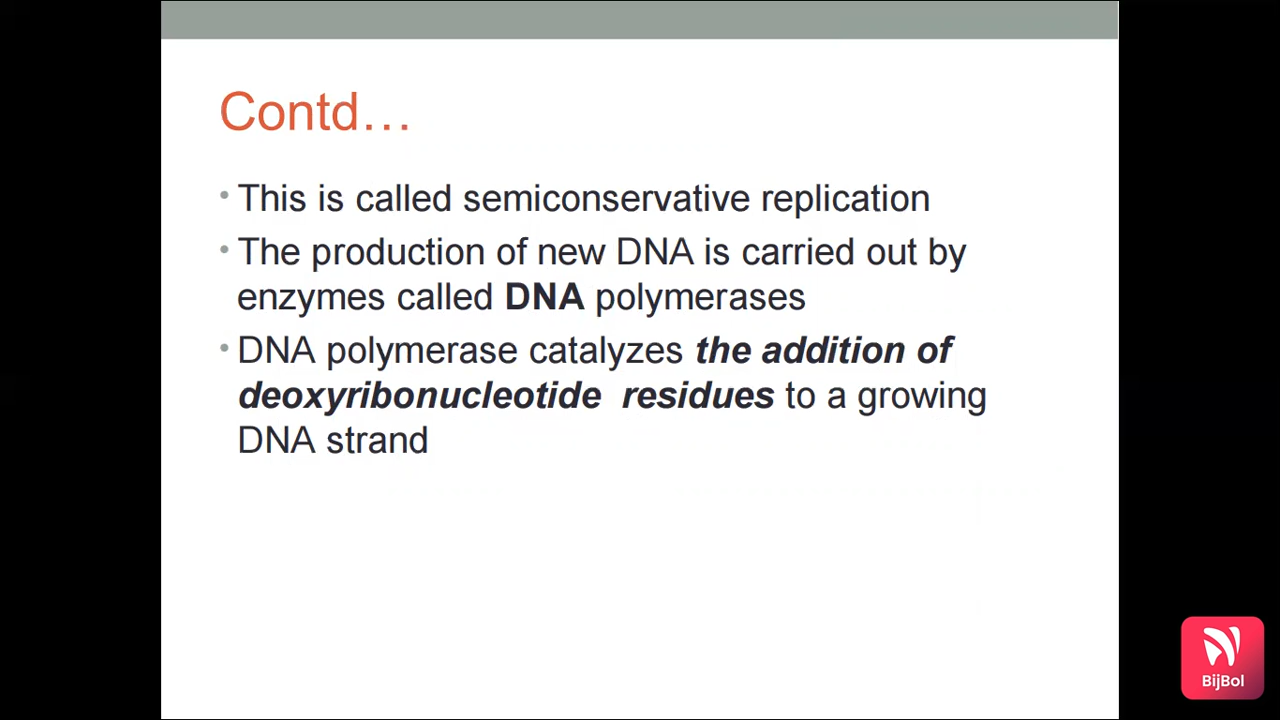 Contd…
• This is called semiconservative replication
• The production of new DNA is carried out by
enzymes called DNA polymerases
• DNA polymerase catalyzes the addition of
deoxyribonucleotide  residues to a growing
DNA strand
BijBol